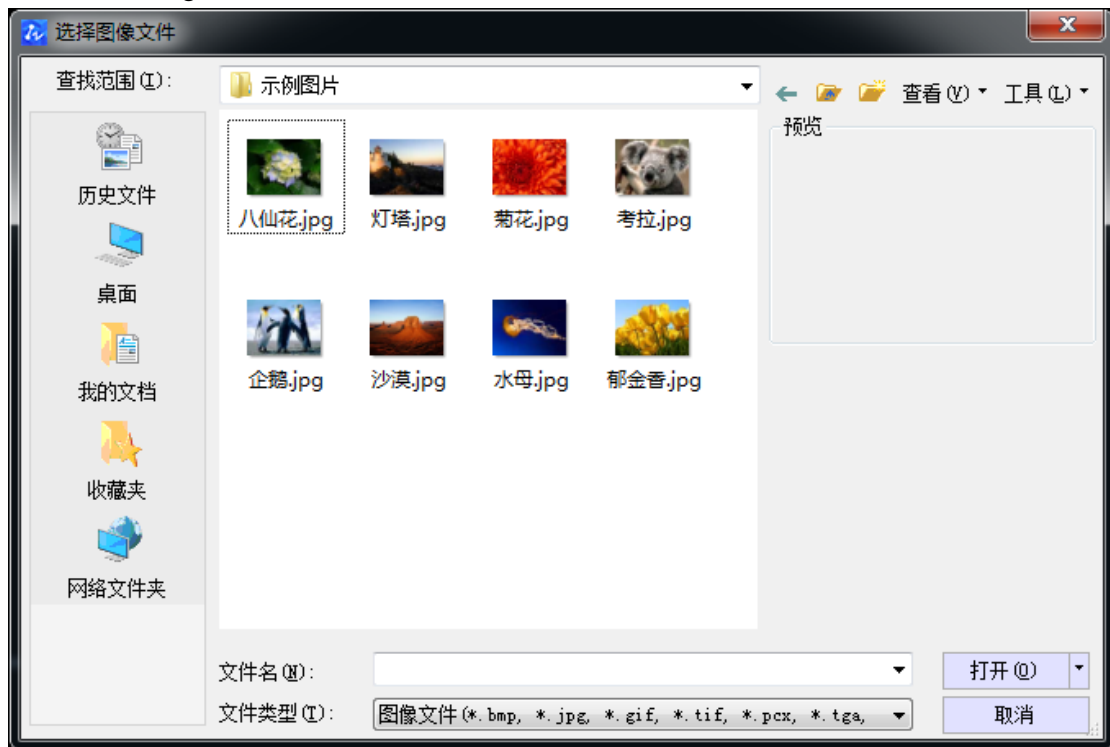 选择图像文件
查找范围(I):
示例图片
查看(V)
工具(L)
预览
历史文件
桌面
我的文档
收藏夹
网络文件夹
八仙花.jpg
灯塔.jpg
菊花.jpg
考拉.jpg
企鹅.jpg
沙漠.jpg
水母.jpg
郁金香.jpg
文件名(N):
打开(O)
文件类型(T):
图像文件(*.bmp, *.jpg, *.gif, *.tif, *.pcx, *.tga,
取消